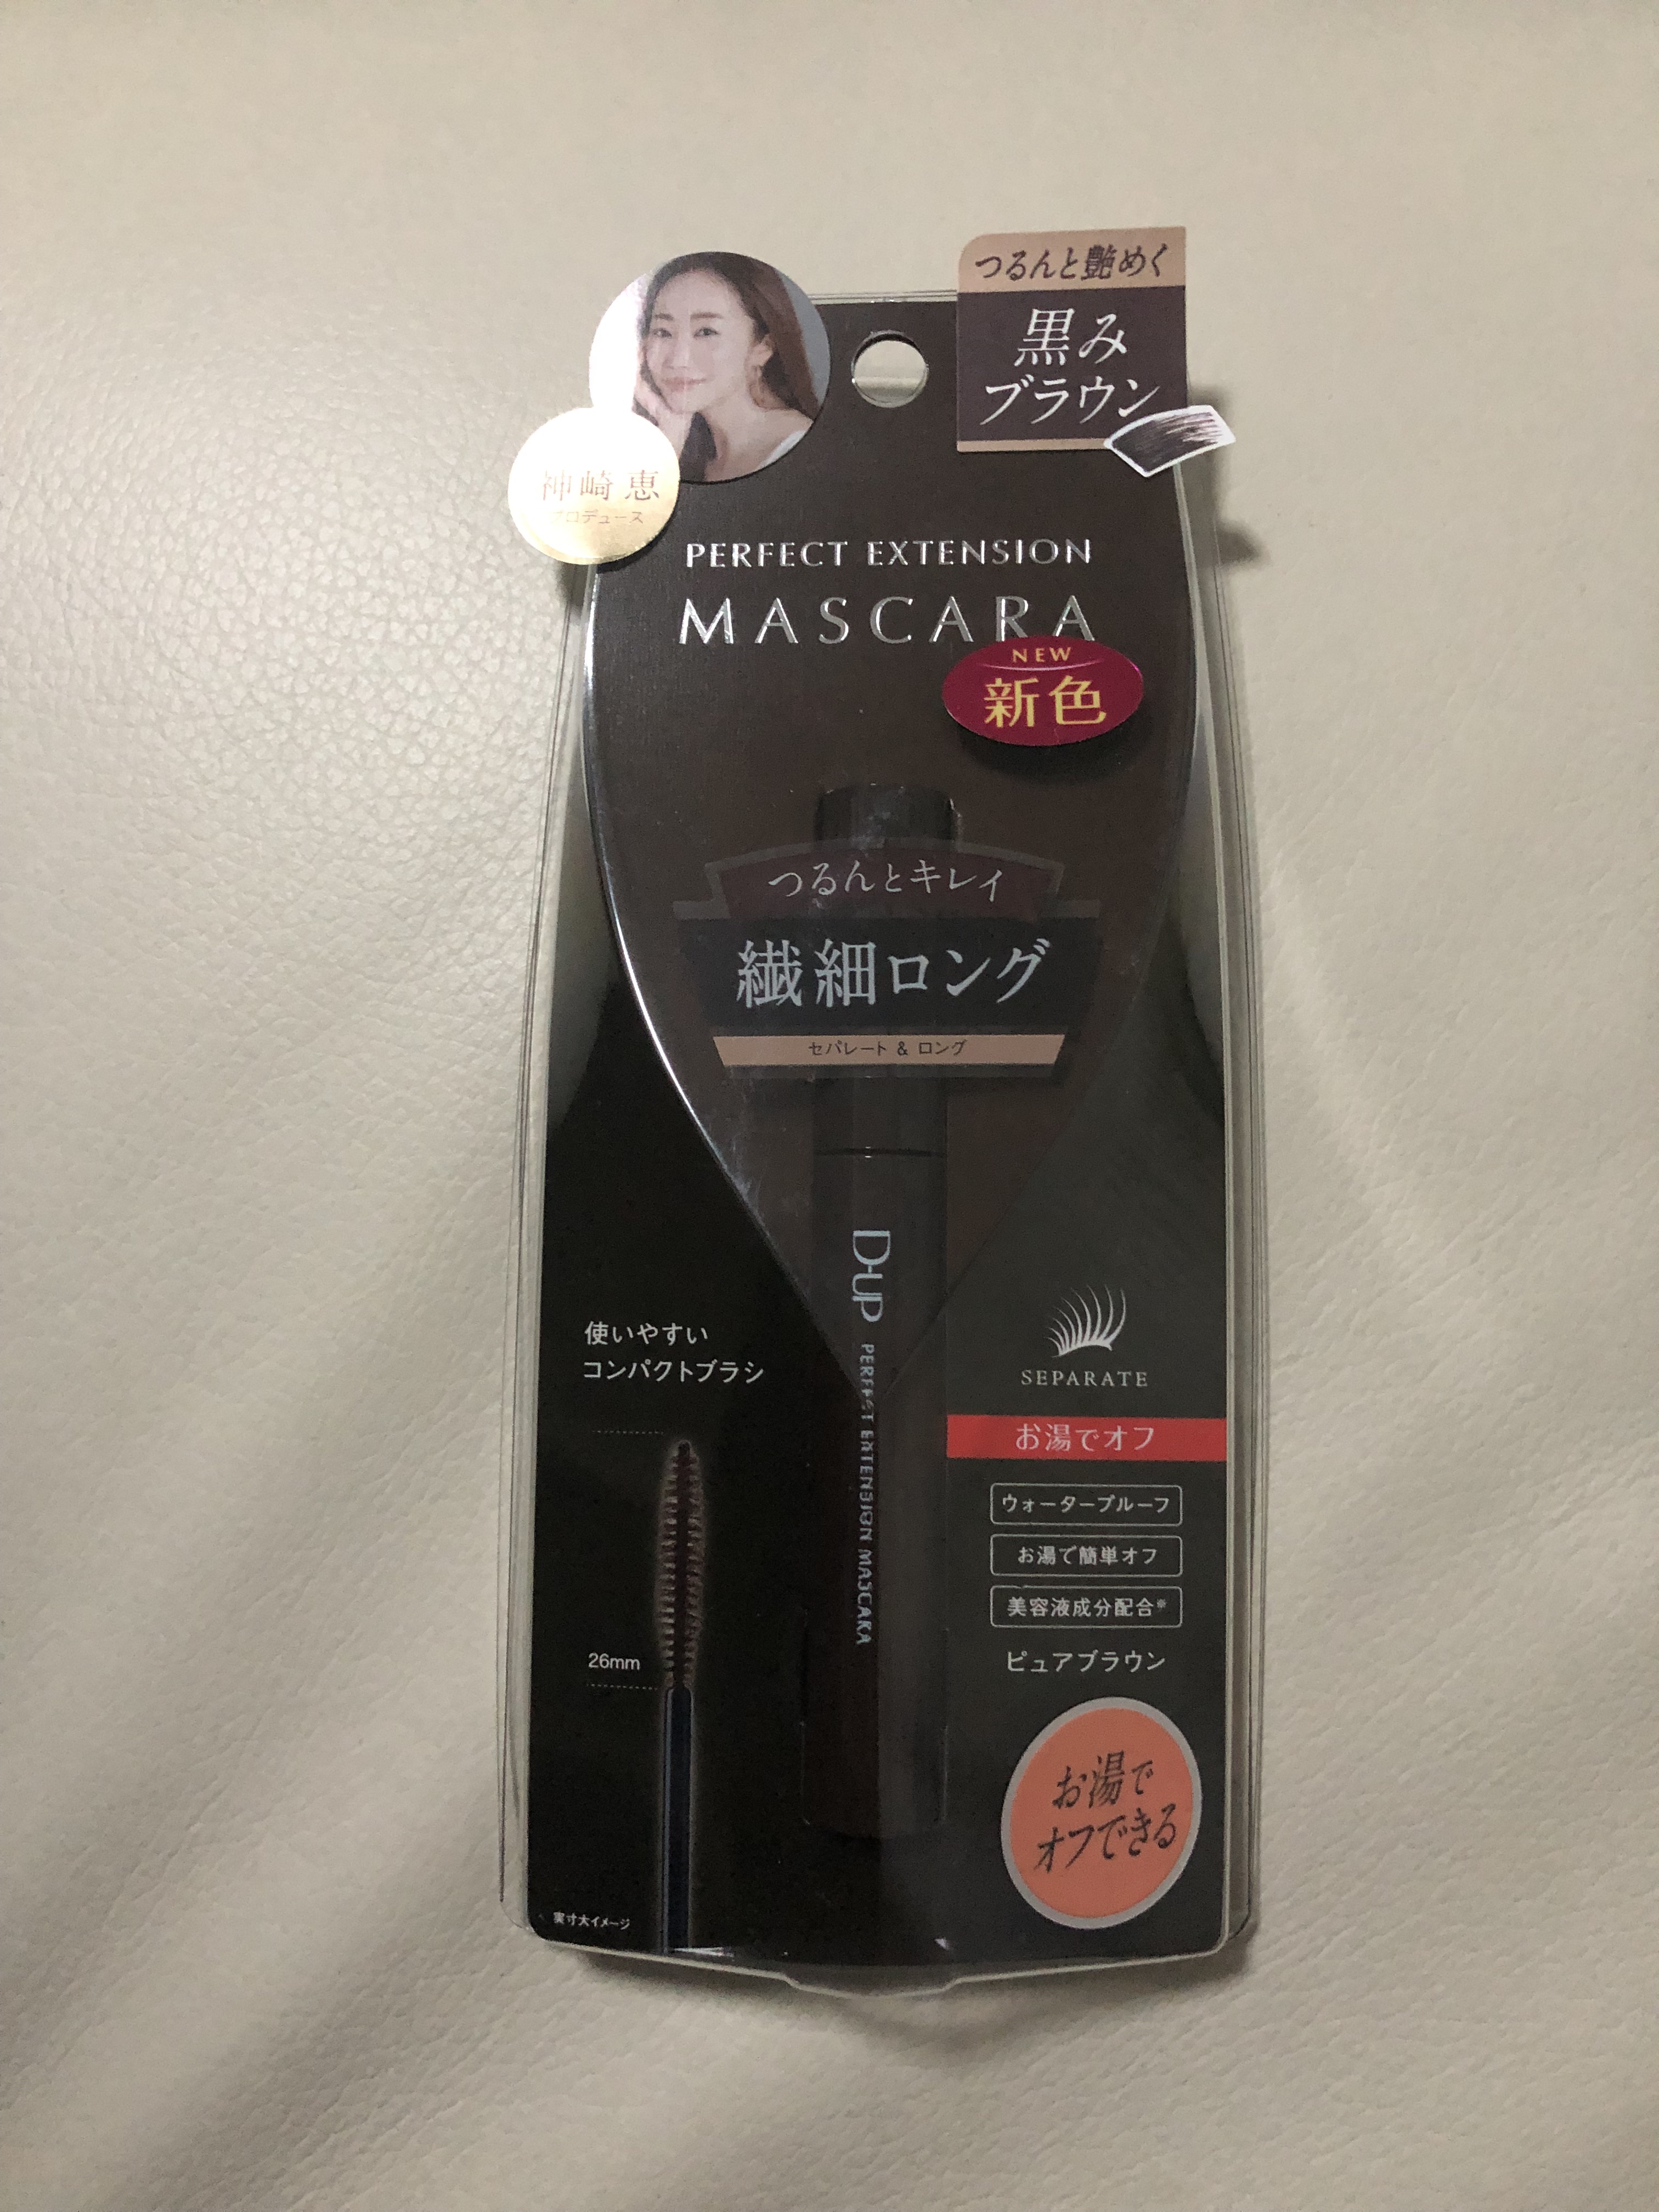 つるんと艶めく
黒み
ブラウン
神崎 恵
プロデュース
PERFECT EXTENSION
MASCARA
NEW
新色
つるんとキレイ
繊細ロング
セパレート & ロング
D-UP PERFECT EXTENSION MASCARA
使いやすい
コンパクトブラシ
26mm
実寸大イメージ
SEPARATE
お湯でオフ
ウォータープルーフ
お湯で簡単オフ
美容液成分配合※
ピュアブラウン
お湯で
オフできる